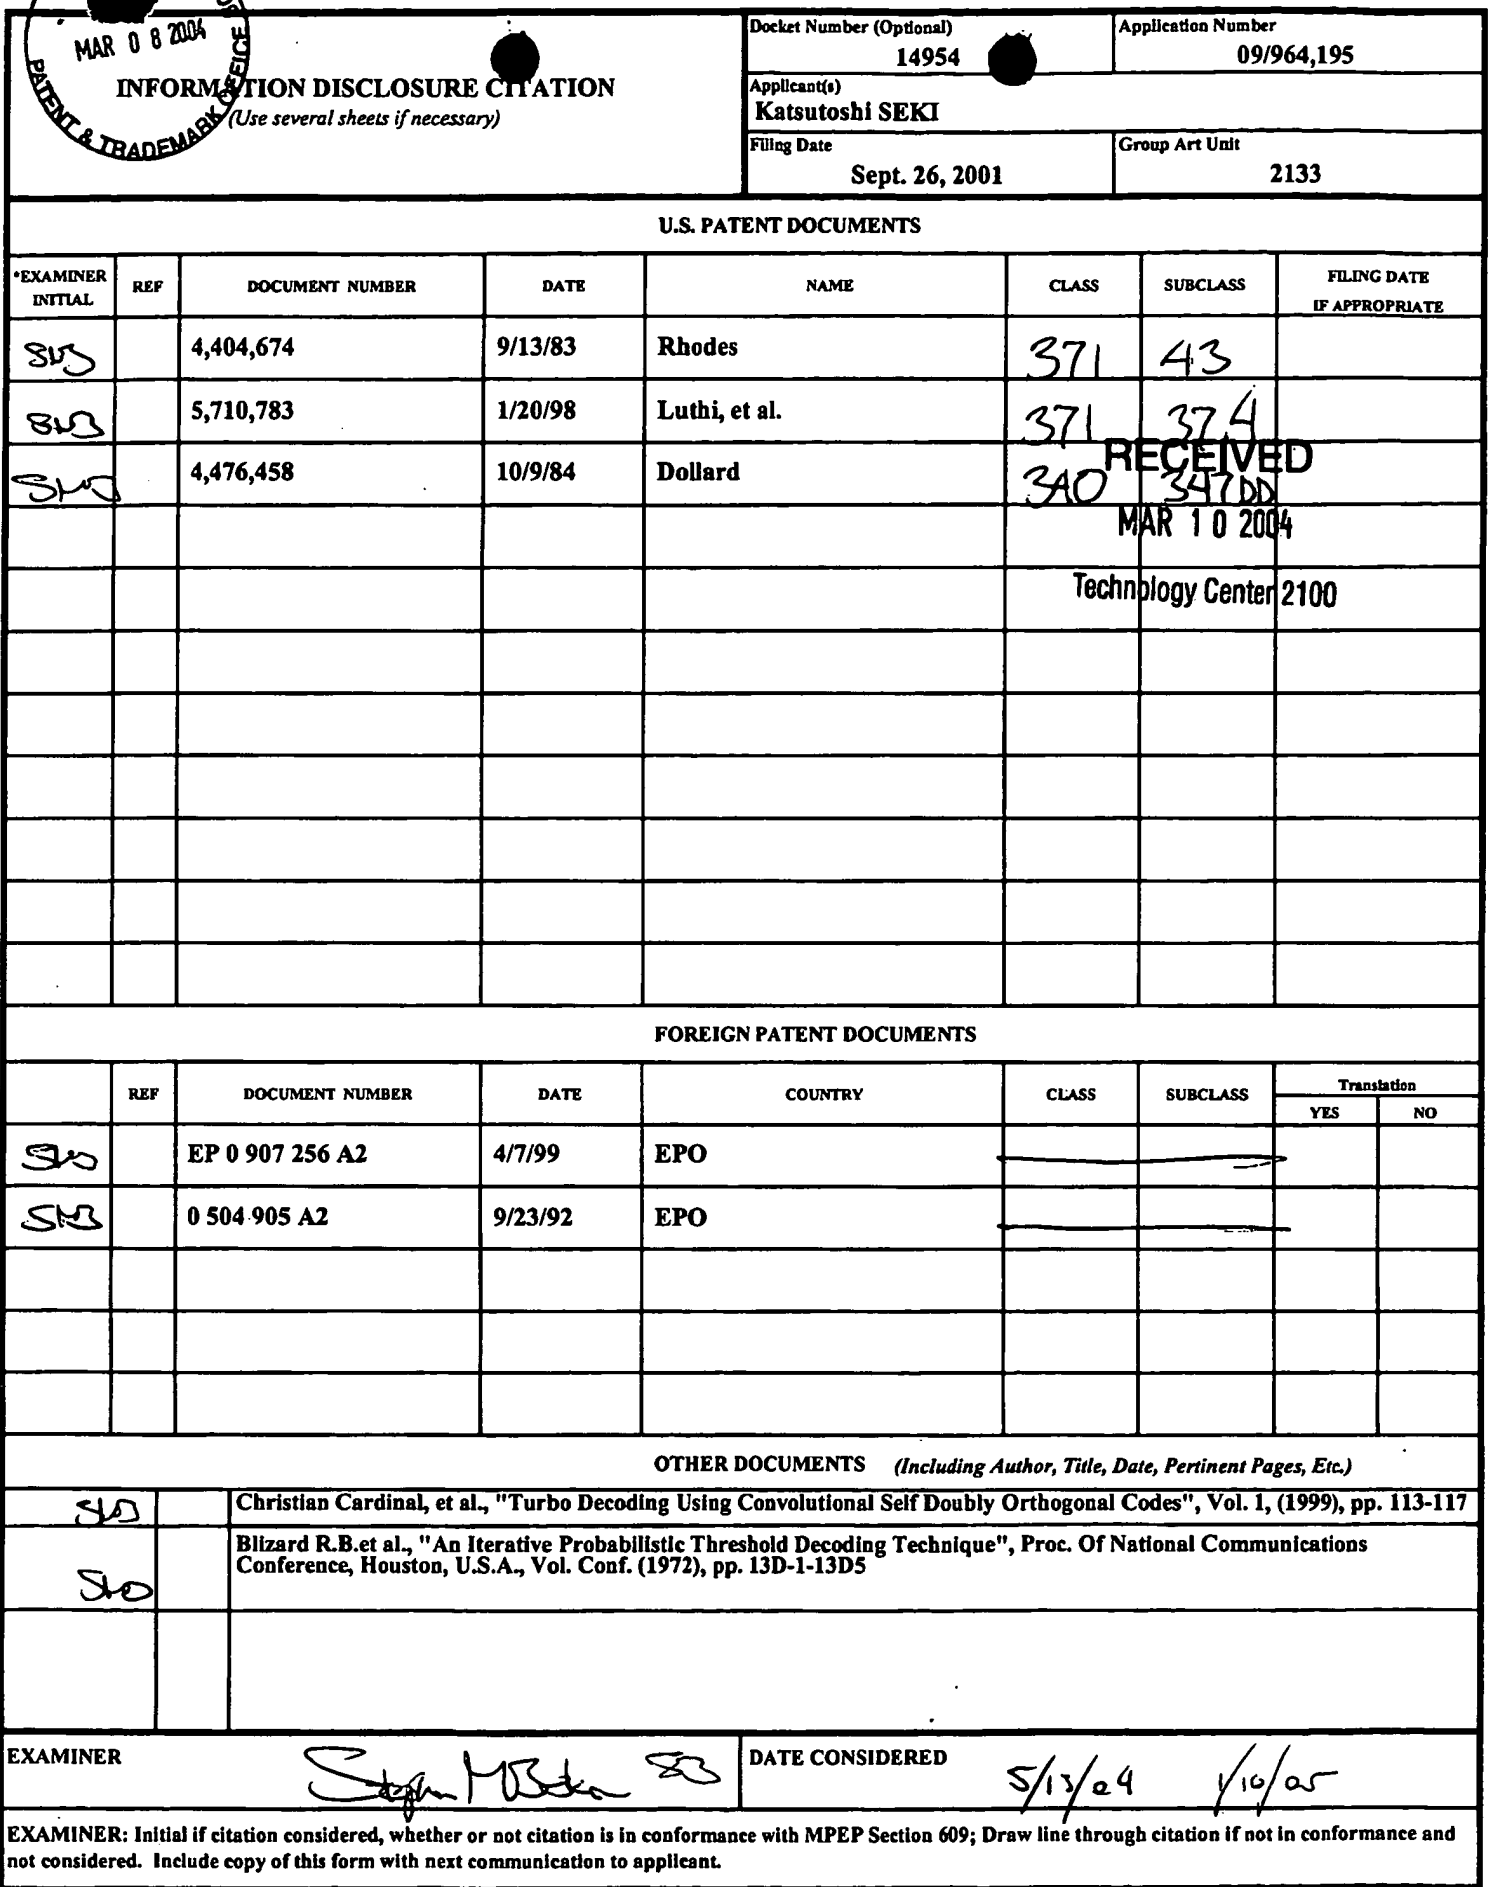 MAR 0 8 2004
PATENT & TRADEMARK OFFICE
INFORMATION DISCLOSURE CITATION
(Use several sheets if necessary)
Docket Number (Optional)
14954
Application Number
09/964,195
Applicant(s)
Katsutoshi SEKI
Filing Date
Sept. 26, 2001
Group Art Unit
2133
U.S. PATENT DOCUMENTS
*EXAMINER INITIAL REF DOCUMENT NUMBER DATE NAME CLASS SUBCLASS FILING DATE IF APPROPRIATE
4,404,674 9/13/83 Rhodes 371 43
5,710,783 1/20/98 Luthi, et al. 371 37.4
4,476,458 10/9/84 Dollard 340 347DD
RECEIVED
MAR 1 0 2004
Technology Center 2100
FOREIGN PATENT DOCUMENTS
REF DOCUMENT NUMBER DATE COUNTRY CLASS SUBCLASS Translation
YES NO
EP 0 907 256 A2 4/7/99 EPO
0 504 905 A2 9/23/92 EPO
OTHER DOCUMENTS (Including Author, Title, Date, Pertinent Pages, Etc.)
Christian Cardinal, et al., "Turbo Decoding Using Convolutional Self Doubly Orthogonal Codes", Vol. 1, (1999), pp. 113-117
Blizard R.B.et al., "An Iterative Probabilistic Threshold Decoding Technique", Proc. Of National Communications
Conference, Houston, U.S.A., Vol. Conf. (1972), pp. 13D-1-13D5
EXAMINER
DATE CONSIDERED
5/13/04 1/10/05
EXAMINER: Initial if citation considered, whether or not citation is in conformance with MPEP Section 609; Draw line through citation if not in conformance and
not considered. Include copy of this form with next communication to applicant.